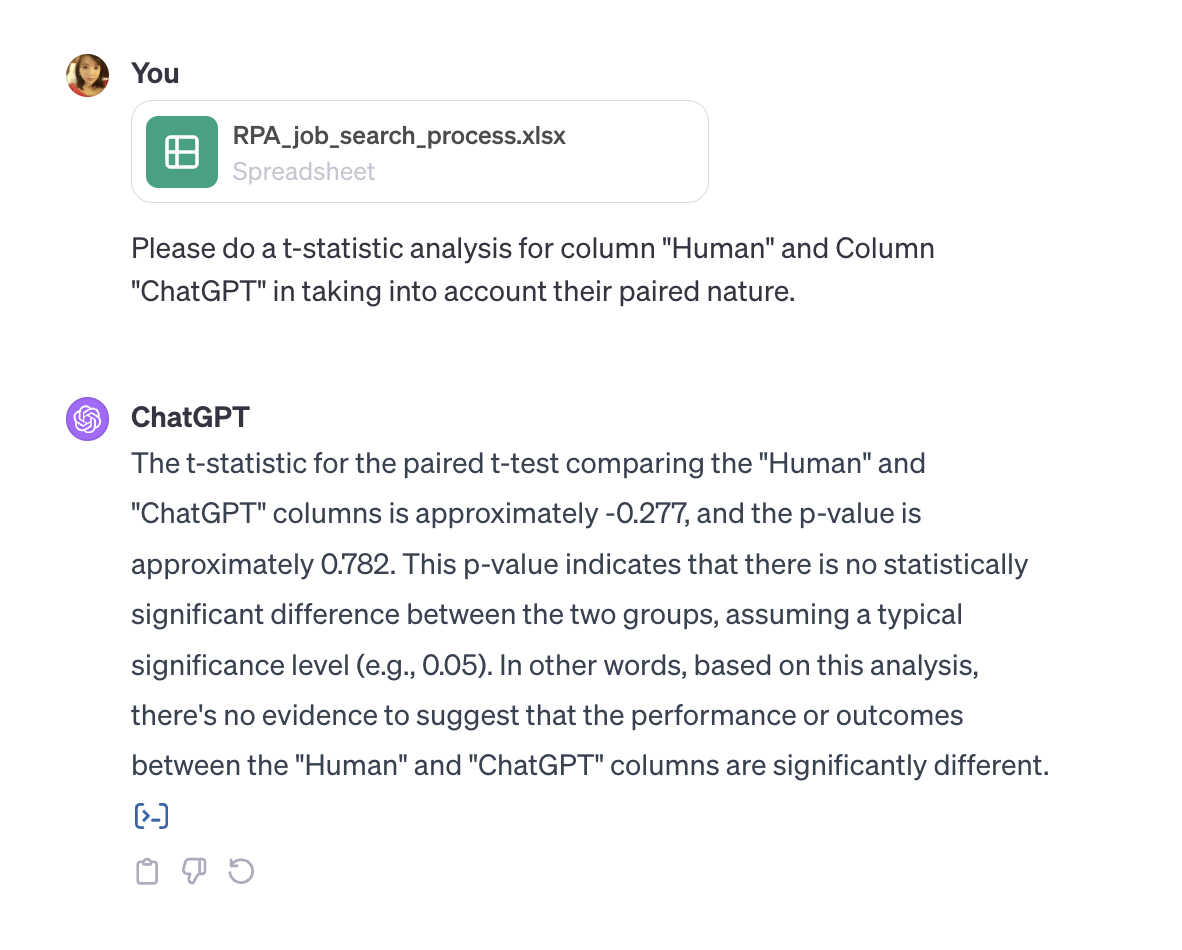 You
RPA_job_search_process.xlsx
Spreadsheet
Please do a t-statistic analysis for column "Human" and Column
"ChatGPT" in taking into account their paired nature.
ChatGPT
The t-statistic for the paired t-test comparing the "Human" and
"ChatGPT" columns is approximately -0.277, and the p-value is
approximately 0.782. This p-value indicates that there is no statistically
significant difference between the two groups, assuming a typical
significance level (e.g., 0.05). In other words, based on this analysis,
there's no evidence to suggest that the performance or outcomes
between the "Human" and "ChatGPT" columns are significantly different.